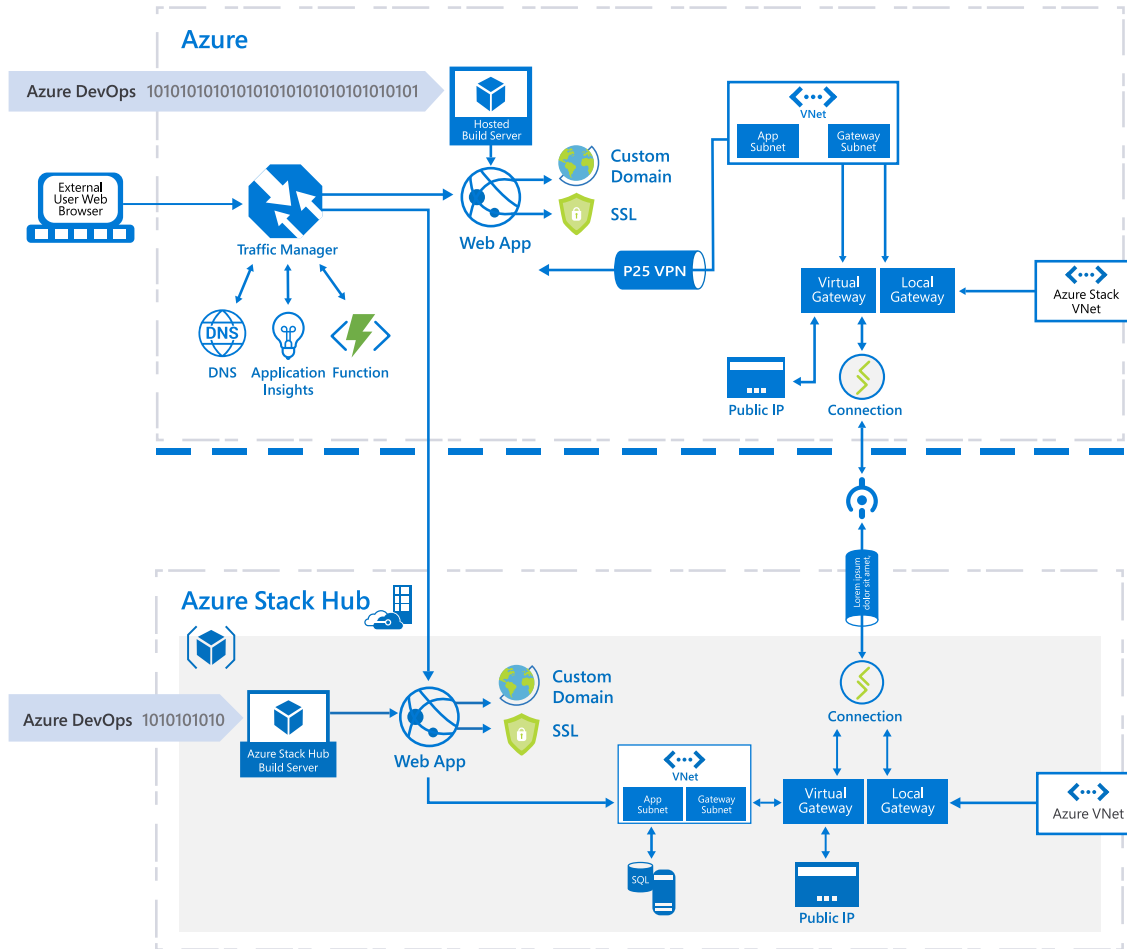 Azure
Azure DevOps 1010101010101010101010101010101
Hosted
Build Server
VNet
App
Subnet
Gateway
Subnet
Custom
Domain
SSL
Web App
External
User Web
Browser
Traffic Manager
P25 VPN
Virtual
Gateway
Local
Gateway
Azure Stack
VNet
DNS
DNS
Application
Insights
Function
Public IP
Connection
Lorem ipsum
dolor sit amet,
Azure Stack Hub
Azure DevOps 1010101010
Azure Stack Hub
Build Server
Web App
Custom
Domain
SSL
Connection
VNet
App
Subnet
Gateway
Subnet
Virtual
Gateway
Local
Gateway
Azure VNet
SQL
Public IP